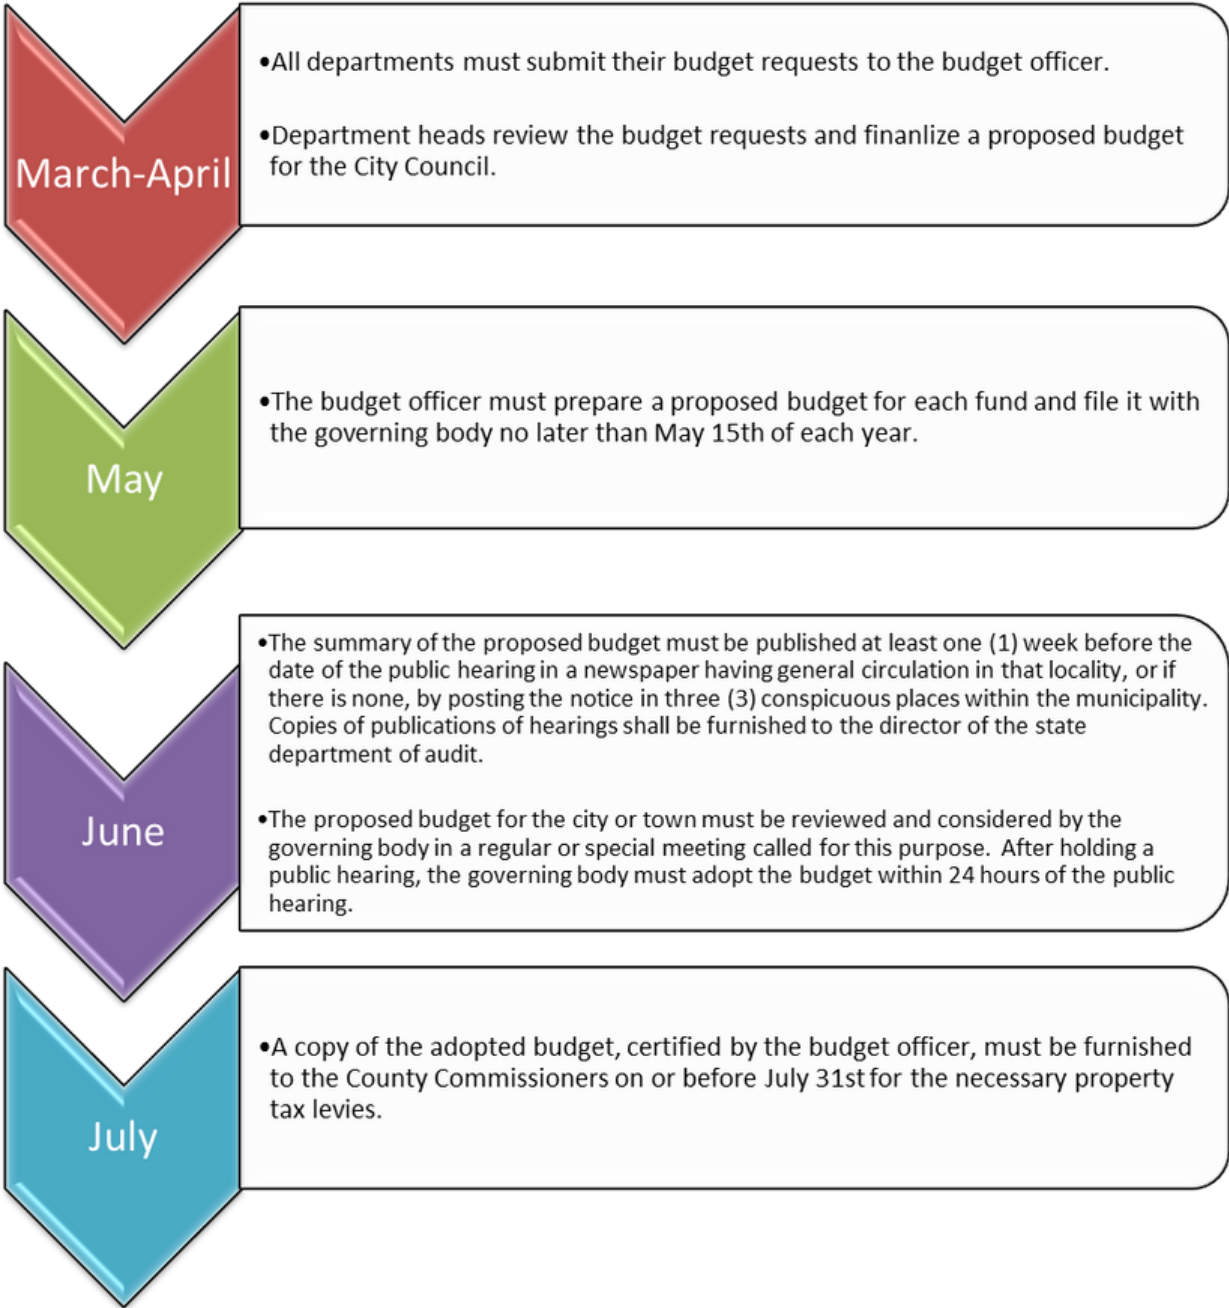 March-April
•All departments must submit their budget requests to the budget officer.
•Department heads review the budget requests and finanlize a proposed budget
for the City Council.
May
•The budget officer must prepare a proposed budget for each fund and file it with
the governing body no later than May 15th of each year.
June
•The summary of the proposed budget must be published at least one (1) week before the
date of the public hearing in a newspaper having general circulation in that locality, or if
there is none, by posting the notice in three (3) conspicuous places within the municipality.
Copies of publications of hearings shall be furnished to the director of the state
department of audit.
•The proposed budget for the city or town must be reviewed and considered by the
governing body in a regular or special meeting called for this purpose.  After holding a
public hearing, the governing body must adopt the budget within 24 hours of the public
hearing.
July
•A copy of the adopted budget, certified by the budget officer, must be furnished
to the County Commissioners on or before July 31st for the necessary property
tax levies.